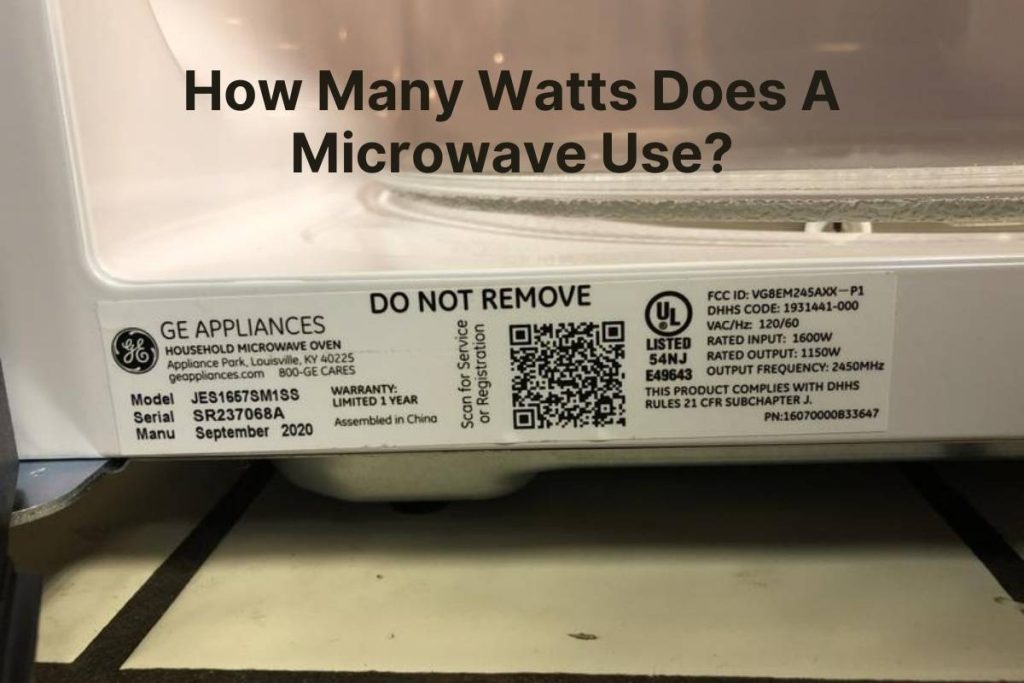 How Many Watts Does A
Microwave Use?
DO NOT REMOVE
GE APPLIANCES
HOUSEHOLD MICROWAVE OVEN
Appliance Park, Louisville, KY 40225
geappliances.com 800-GE CARES
Model JES1657SM1SS
Serial SR237068A
Manu September 2020
WARRANTY:
LIMITED 1 YEAR
Assembled in China
Scan for Service
or Registration
UL
LISTED
54NJ
E49643
FCC ID: VG8EM245AXX-P1
DHHS CODE: 1931441-000
VAC/Hz: 120/60
RATED INPUT: 1600W
RATED OUTPUT: 1150W
OUTPUT FREQUENCY: 2450MHz
THIS PRODUCT COMPLIES WITH DHHS
RULES 21 CFR SUBCHAPTER J.
PN:16070000B33647